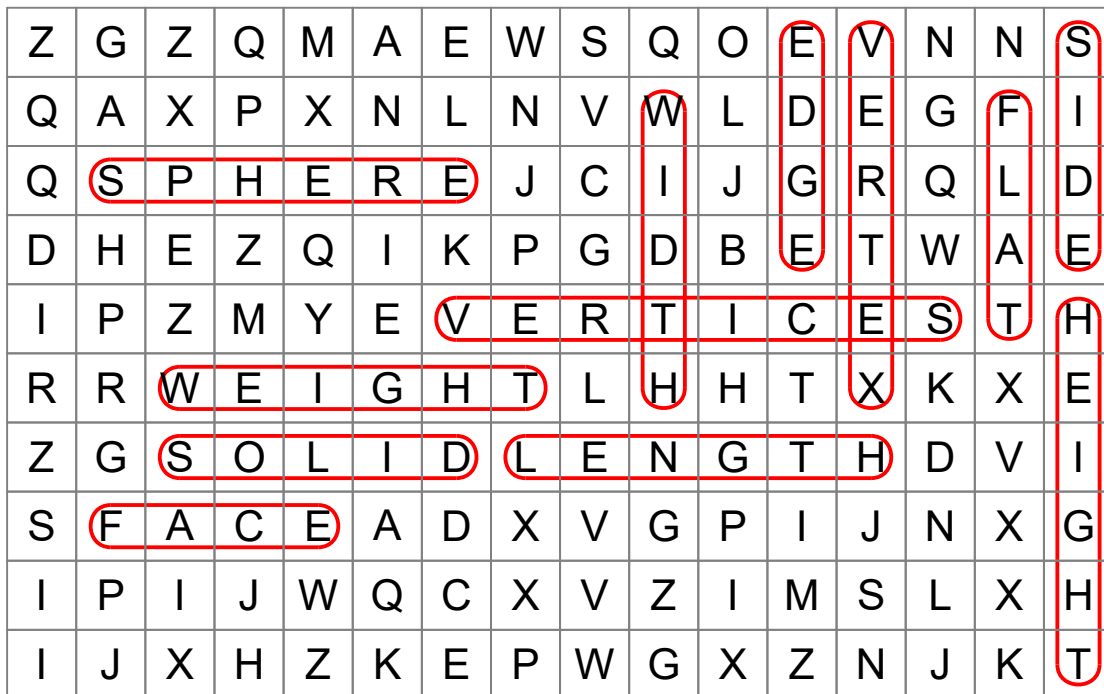 Z G Z Q M A E W S Q O E V N N S
Q A X P X N L N V W L D E G F I
Q S P H E R E J C I J G R Q L D
D H E Z Q I K P G D B E T W A E
I P Z M Y E V E R T I C E S T H
R R W E I G H T L H H T X K X E
Z G S O L I D L E N G T H D V I
S F A C E A D X V G P I J N X G
I P I J W Q C X V Z I M S L X H
I J X H Z K E P W G X Z N J K T